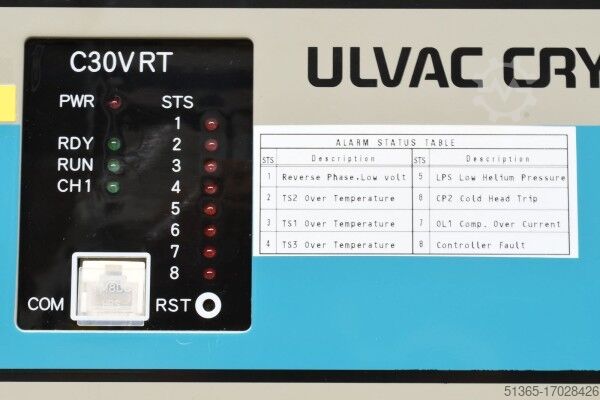 C30VRT
ULVAC CRY
PWR
STS
1
RDY
2
RUN
3
CH1
4
5
6
7
8
COM
RST
ALARM STATUS TABLE
STS Description STS Description
1 Reverse Phase.Low volt 5 LPS Low Helium Pressure
2 TS2 Over Temperature 6 CP2 Cold Head Trip
3 TS1 Over Temperature 7 OL1 Comp. Over Current
4 TS3 Over Temperature 8 Controller Fault
51365-17028426